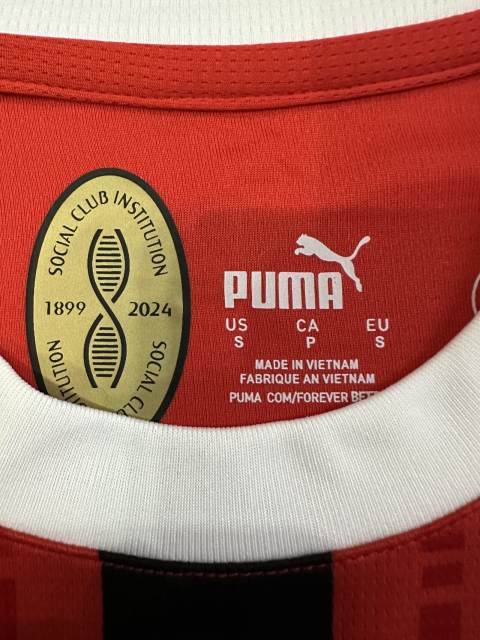 SOCIAL CLUB INSTITUTION
1899 2024
SOCIAL CLUB
PUMA
US CA EU
S P S
MADE IN VIETNAM
FABRIQUE AN VIETNAM
PUMA COM/FOREVER